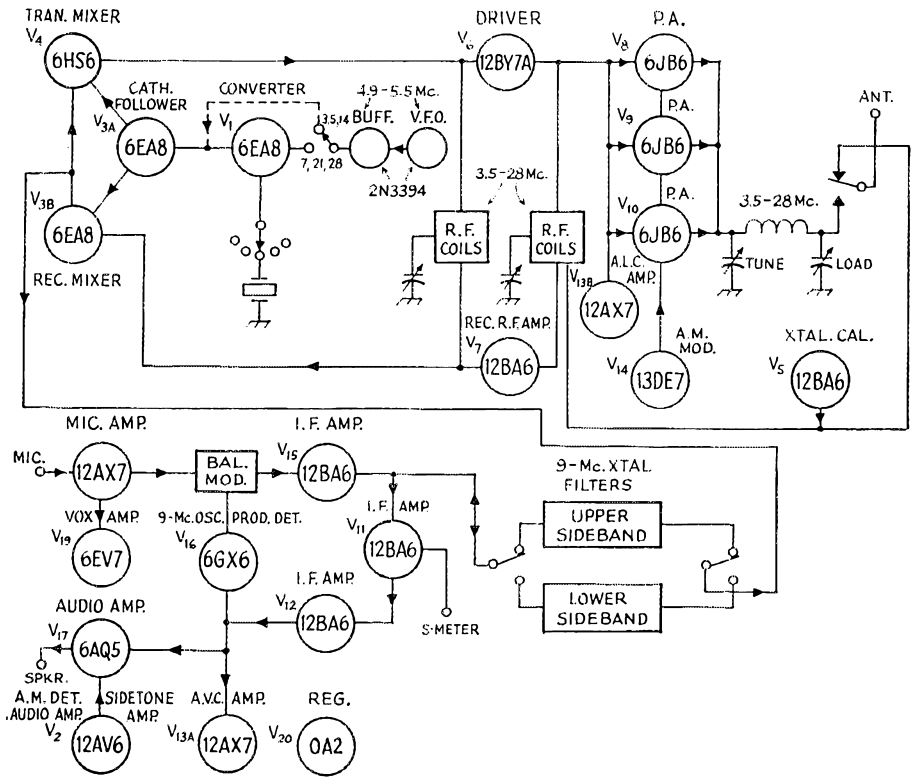 TRAN. MIXER
V4
6HS6
CATH.
FOLLOWER
V3A
6EA8
CONVERTER
V1
6EA8
3.5,14
7, 21, 28
4.9-5.5 Mc.
BUFF.
V.F.O.
2N3394
V3B
6EA8
REC. MIXER
DRIVER
V6
12BY7A
3.5-28 Mc.
R.F.
COILS
R.F.
COILS
REC. R.F. AMP.
V7
12BA6
P.A.
V8
6JB6
P.A.
V9
6JB6
P.A.
V10
6JB6
A.L.C.
AMP.
V13B
12AX7
A.M.
MOD.
V14
13DE7
3.5-28 Mc.
TUNE
LOAD
ANT.
XTAL. CAL.
V5
12BA6
MIC. AMP.
MIC.
12AX7
VOX AMP.
V19
6EV7
BAL.
MOD.
9-Mc. OSC. PROD. DET.
V16
6GX6
I.F. AMP.
V15
12BA6
I.F. AMP.
V11
12BA6
S-METER
I.F. AMP.
V12
12BA6
9-Mc. XTAL
FILTERS
UPPER
SIDEBAND
LOWER
SIDEBAND
AUDIO AMP.
V17
6AQ5
SPKR.
A.M. DET.
AUDIO AMP.
SIDETONE
AMP.
V2
12AV6
A.V.C. AMP.
V13A
12AX7
REG.
V20
0A2